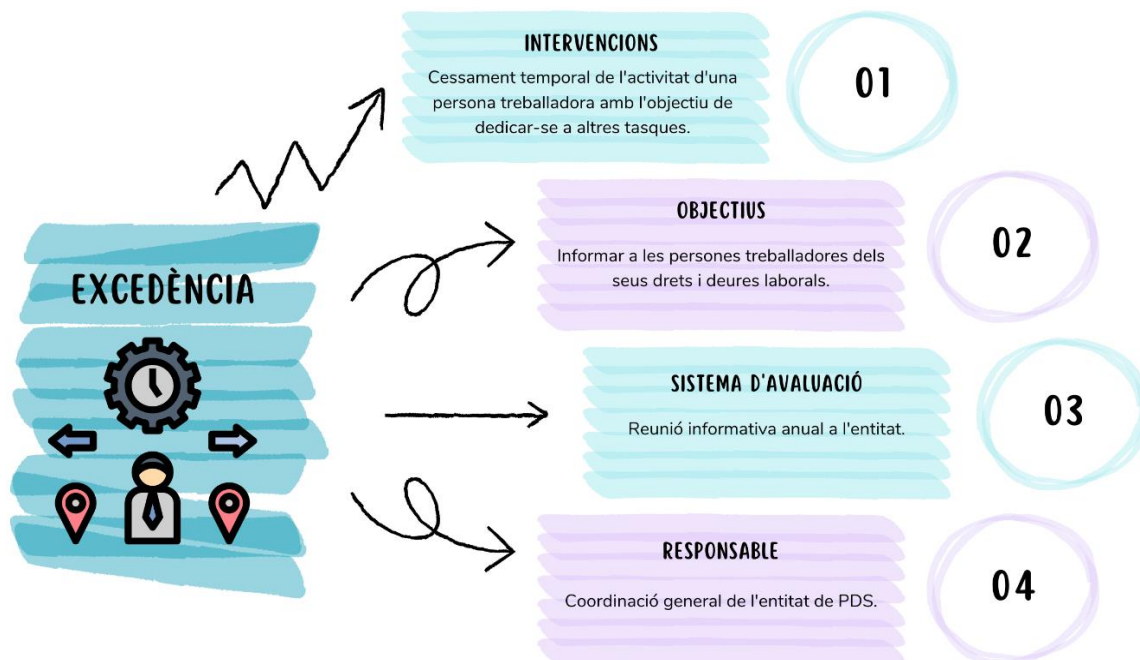 EXCEDÈNCIA
INTERVENCIONS
Cessament temporal de l'activitat d'una
persona treballadora amb l'objectiu de
dedicar-se a altres tasques.
01
OBJECTIUS
Informar a les persones treballadores dels
seus drets i deures laborals.
02
SISTEMA D'AVALUACIÓ
Reunió informativa anual a l'entitat.
03
RESPONSABLE
Coordinació general de l'entitat de PDS.
04